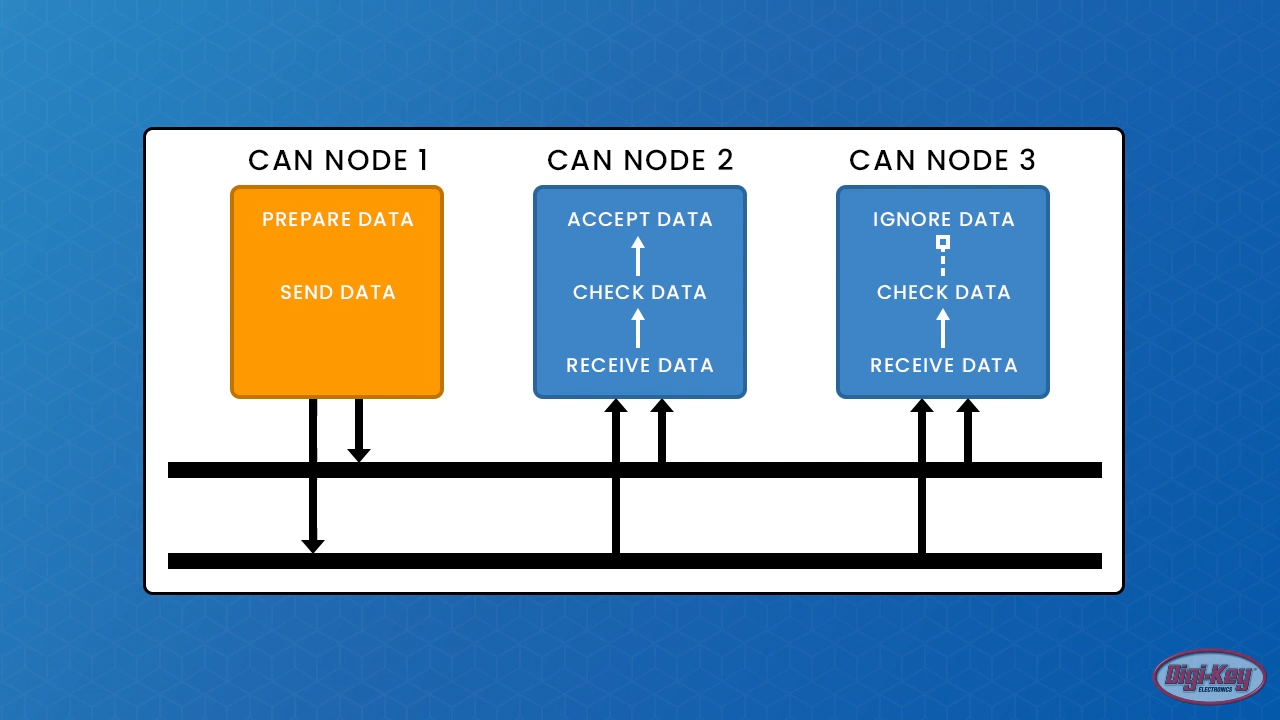 CAN NODE 1
PREPARE DATA
SEND DATA
CAN NODE 2
ACCEPT DATA
CHECK DATA
RECEIVE DATA
CAN NODE 3
IGNORE DATA
CHECK DATA
RECEIVE DATA
Digi-Key
ELECTRONICS